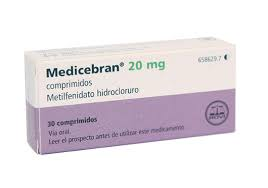 658629.7
Medicebran® 20 mg
comprimidos
Metilfenidato hidrocloruro
30 comprimidos
Vía oral.
Leer el prospecto antes de utilizar este medicamento
ROVI